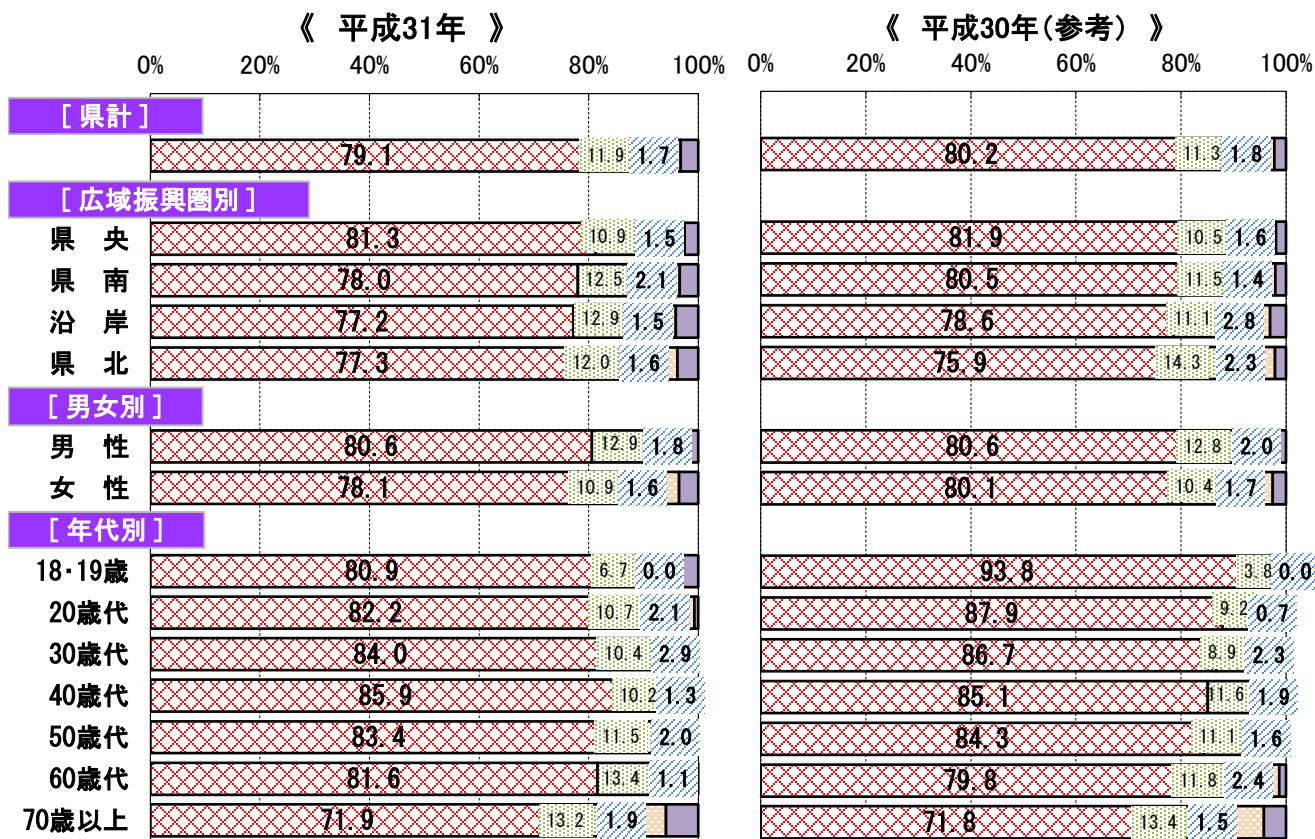 《 平成31年 》 《 平成30年(参考) 》
0% 20% 40% 60% 80% 100% 0% 20% 40% 60% 80% 100%
[ 県計 ]
79.1 11.9 1.7 80.2 11.3 1.8
[ 広域振興圏別 ]
県 央 81.3 10.9 1.5 81.9 10.5 1.6
県 南 78.0 12.5 2.1 80.5 11.5 1.4
沿 岸 77.2 12.9 1.5 78.6 11.1 2.8
県 北 77.3 12.0 1.6 75.9 14.3 2.3
[ 男女別 ]
男 性 80.6 12.9 1.8 80.6 12.8 2.0
女 性 78.1 10.9 1.6 80.1 10.4 1.7
[ 年代別 ]
18・19歳 80.9 6.7 0.0 93.8 3.8 0.0
20歳代 82.2 10.7 2.1 87.9 9.2 0.7
30歳代 84.0 10.4 2.9 86.7 8.9 2.3
40歳代 85.9 10.2 1.3 85.1 11.6 1.9
50歳代 83.4 11.5 2.0 84.3 11.1 1.6
60歳代 81.6 13.4 1.1 79.8 11.8 2.4
70歳以上 71.9 13.2 1.9 71.8 13.4 1.5